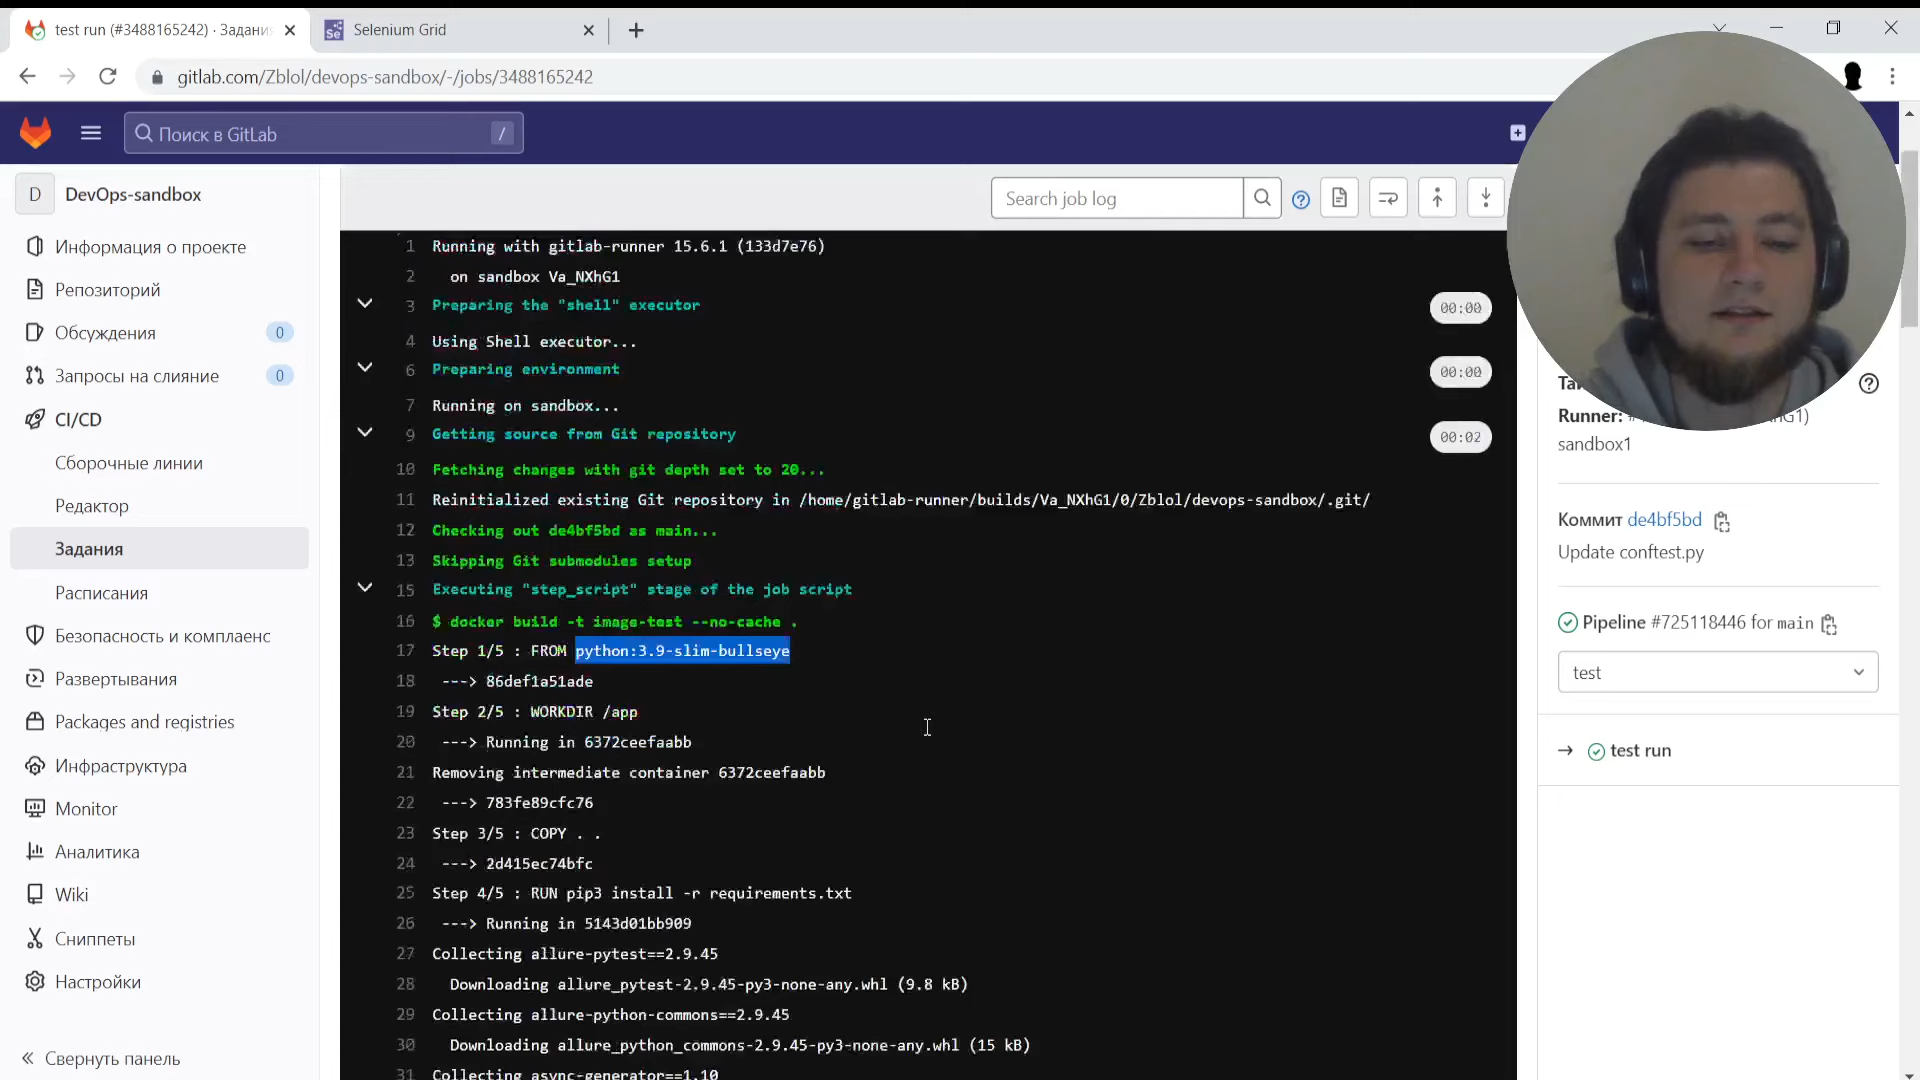 test run (#3488165242) · Задани
Selenium Grid
gitlab.com/Zblol/devops-sandbox/-/jobs/3488165242
Поиск в GitLab
/
D
DevOps-sandbox
Информация о проекте
Репозиторий
Обсуждения
0
Запросы на слияние
0
CI/CD
Сборочные линии
Редактор
Задания
Расписания
Безопасность и комплаенс
Развертывания
Packages and registries
Инфраструктура
Monitor
Аналитика
Wiki
Сниппеты
Настройки
« Свернуть панель
Search job log
1 Running with gitlab-runner 15.6.1 (133d7e76)
2 on sandbox Va_NXhG1
3 Preparing the "shell" executor
00:00
4 Using Shell executor...
6 Preparing environment
00:00
7 Running on sandbox...
9 Getting source from Git repository
00:02
10 Fetching changes with git depth set to 20...
11 Reinitialized existing Git repository in /home/gitlab-runner/builds/Va_NXhG1/0/Zblol/devops-sandbox/.git/
12 Checking out de4bf5bd as main...
13 Skipping Git submodules setup
15 Executing "step_script" stage of the job script
16 $ docker build -t image-test --no-cache .
17 Step 1/5 : FROM python:3.9-slim-bullseye
18 ---> 86def1a51ade
19 Step 2/5 : WORKDIR /app
20 ---> Running in 6372ceefaabb
21 Removing intermediate container 6372ceefaabb
22 ---> 783fe89cfc76
23 Step 3/5 : COPY . .
24 ---> 2d415ec74bfc
25 Step 4/5 : RUN pip3 install -r requirements.txt
26 ---> Running in 5143d01bb909
27 Collecting allure-pytest==2.9.45
28 Downloading allure_pytest-2.9.45-py3-none-any.whl (9.8 kB)
29 Collecting allure-python-commons==2.9.45
30 Downloading allure_python_commons-2.9.45-py3-none-any.whl (15 kB)
31 Collecting async-generator==1.10
Runner:
sandbox1
Коммит de4bf5bd
Update conftest.py
Pipeline #725118446 for main
test
→ test run